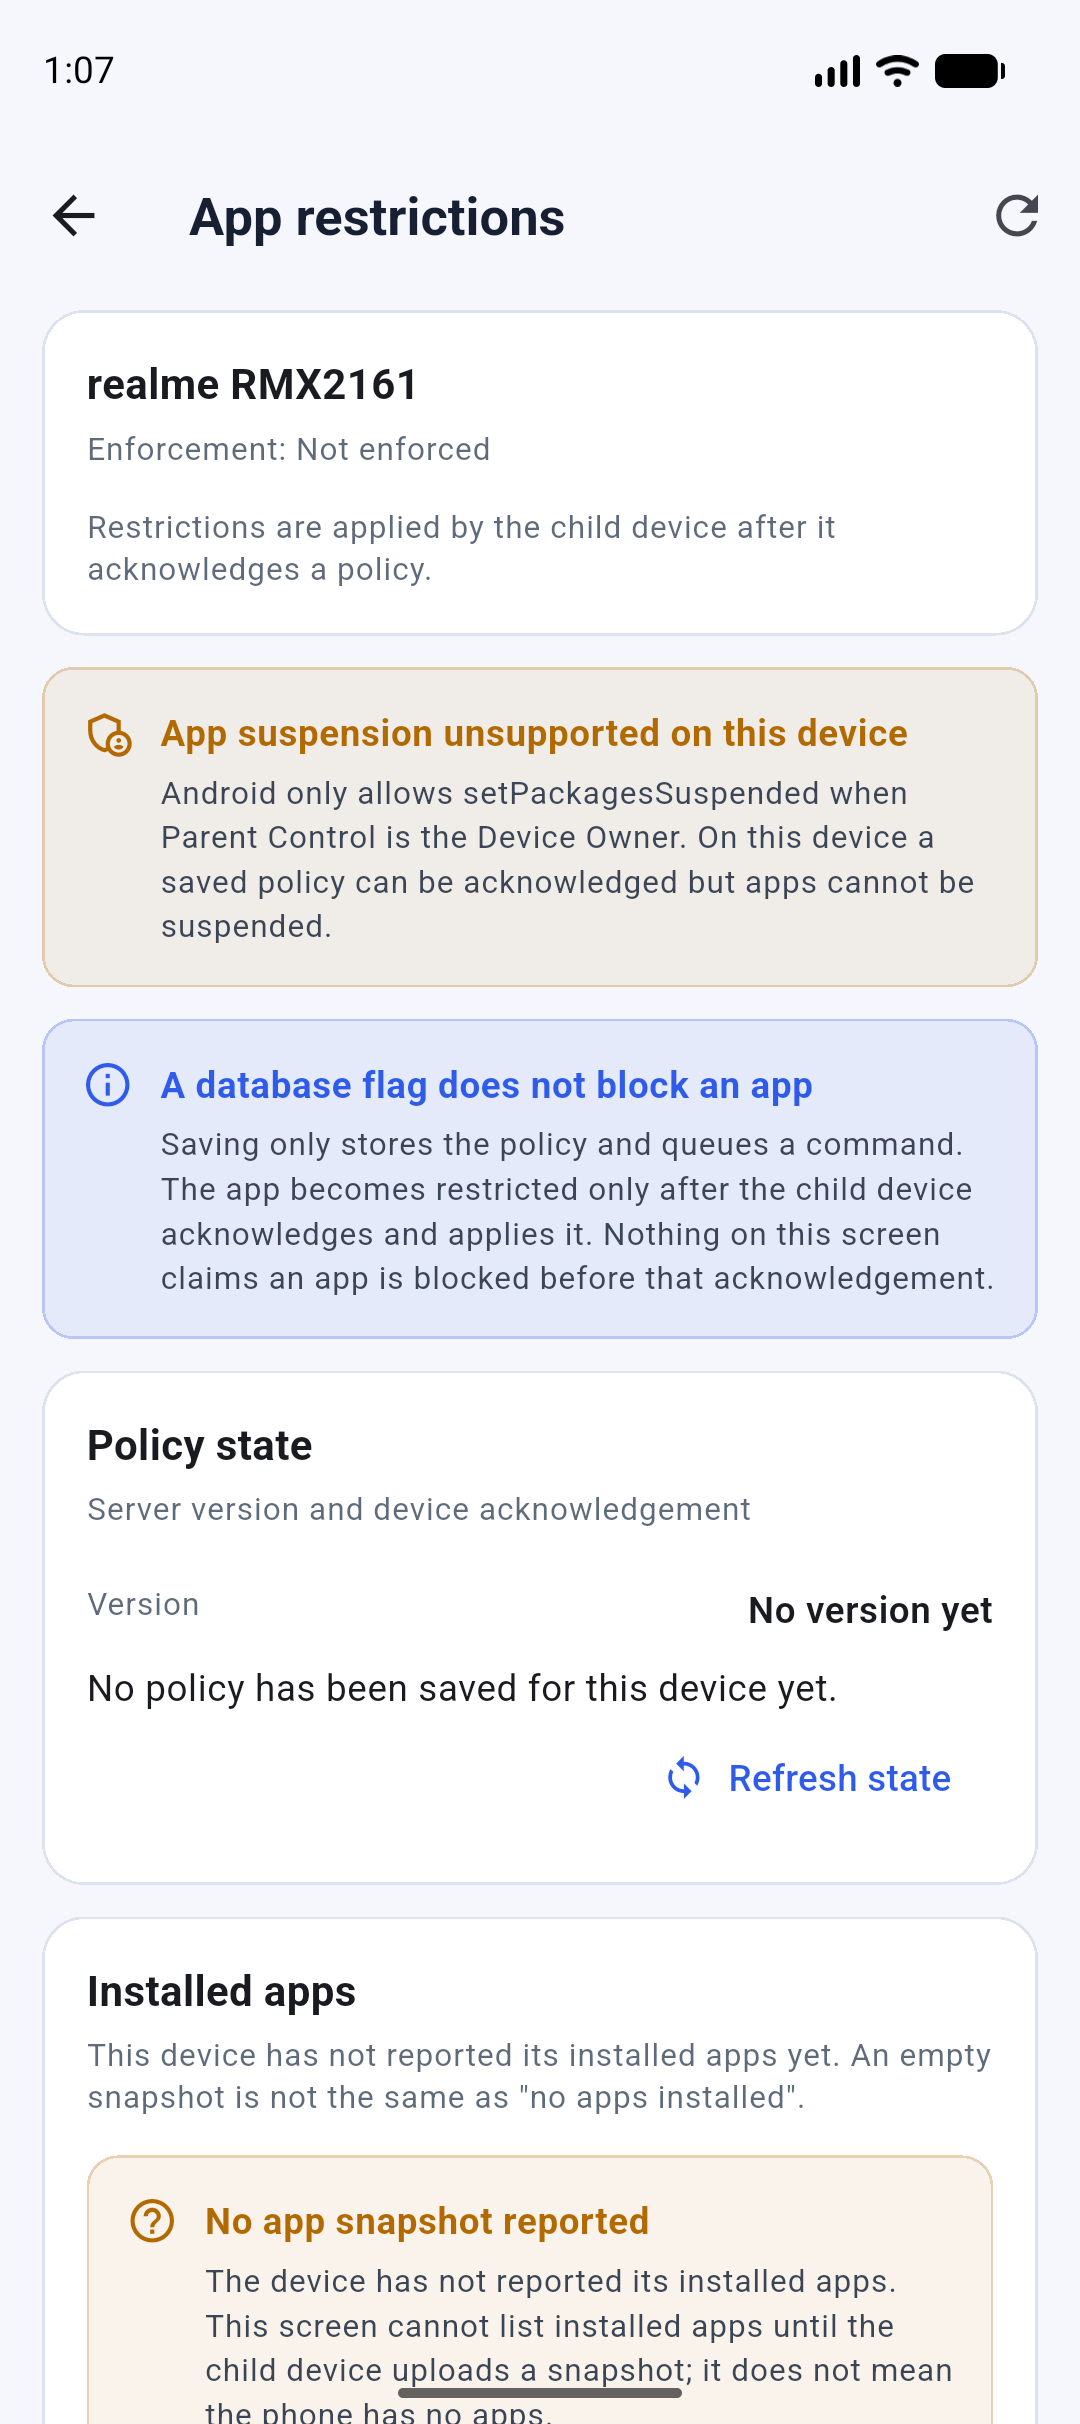 1:07
App restrictions
realme RMX2161
Enforcement: Not enforced
Restrictions are applied by the child device after it
acknowledges a policy.
App suspension unsupported on this device
Android only allows setPackagesSuspended when
Parent Control is the Device Owner. On this device a
saved policy can be acknowledged but apps cannot be
suspended.
A database flag does not block an app
Saving only stores the policy and queues a command.
The app becomes restricted only after the child device
acknowledges and applies it. Nothing on this screen
claims an app is blocked before that acknowledgement.
Policy state
Server version and device acknowledgement
Version
No version yet
No policy has been saved for this device yet.
Refresh state
Installed apps
This device has not reported its installed apps yet. An empty
snapshot is not the same as "no apps installed".
No app snapshot reported
The device has not reported its installed apps.
This screen cannot list installed apps until the
child device uploads a snapshot; it does not mean
the phone has no apps.